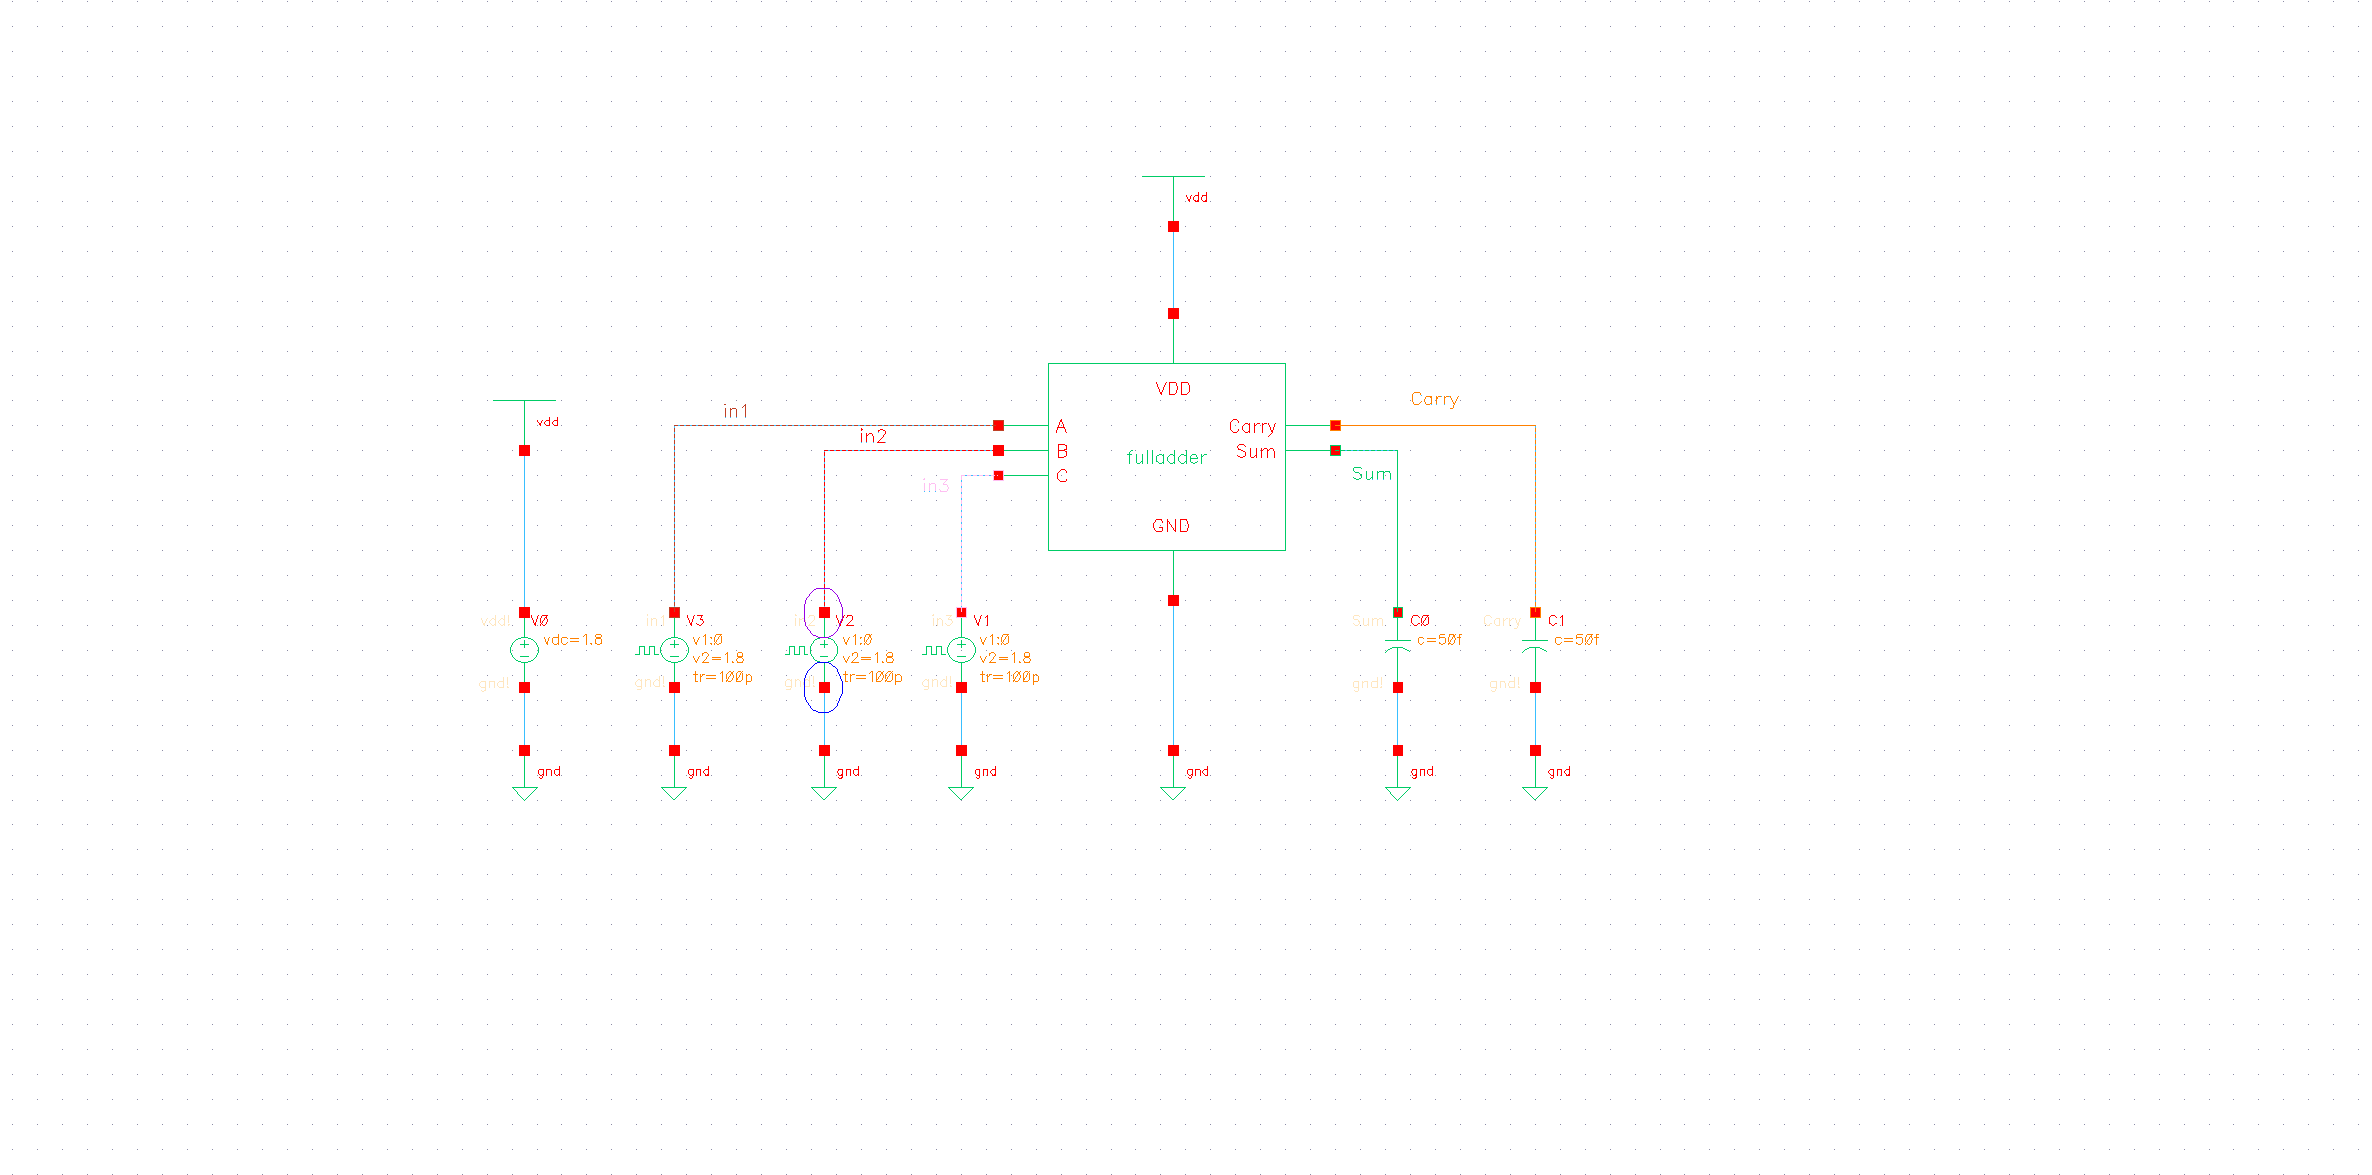 vdd
VDD
Carry
in1
vdd
A
Carry
in2
B
Sum
fulladder
Sum
C
in3
GND
vdd!
V0
in1
V3
V2
in3
V1
Sum
C0
Carry
C1
vdc=1.8
v1:0
v1:0
v1:0
c=50f
c=50f
v2=1.8
v2=1.8
v2=1.8
gnd!
gnd!
tr=100p
tr=100p
gnd!
tr=100p
gnd!
gnd!
gnd
gnd
gnd
gnd
gnd
gnd
gnd